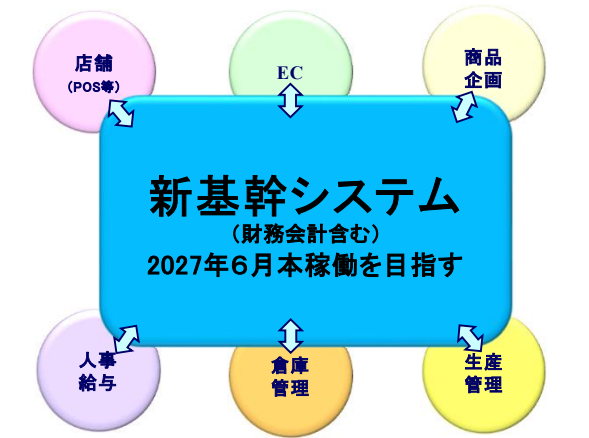 店舗
（POS等）
EC
商品
企画
新基幹システム
（財務会計含む）
2027年６月本稼働を目指す
人事
給与
倉庫
管理
生産
管理